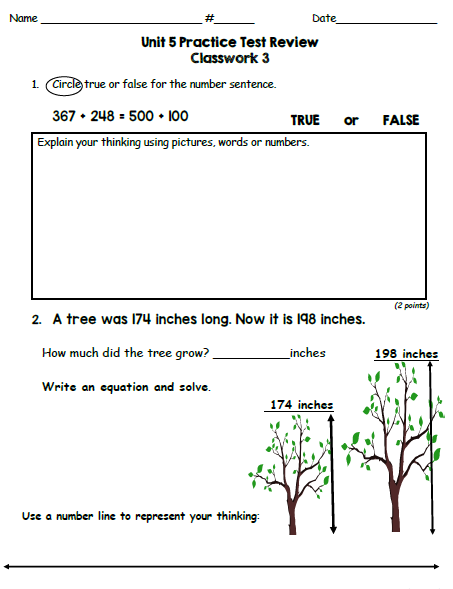 Name ______________________________ #_______ Date__________________
Unit 5 Practice Test Review
Classwork 3
1. Circle true or false for the number sentence.
367 + 248 = 500 + 100 TRUE or FALSE
Explain your thinking using pictures, words or numbers.
(2 points)
2. A tree was 174 inches long. Now it is 198 inches.
How much did the tree grow? ____________inches
198 inches
Write an equation and solve.
174 inches
Use a number line to represent your thinking: